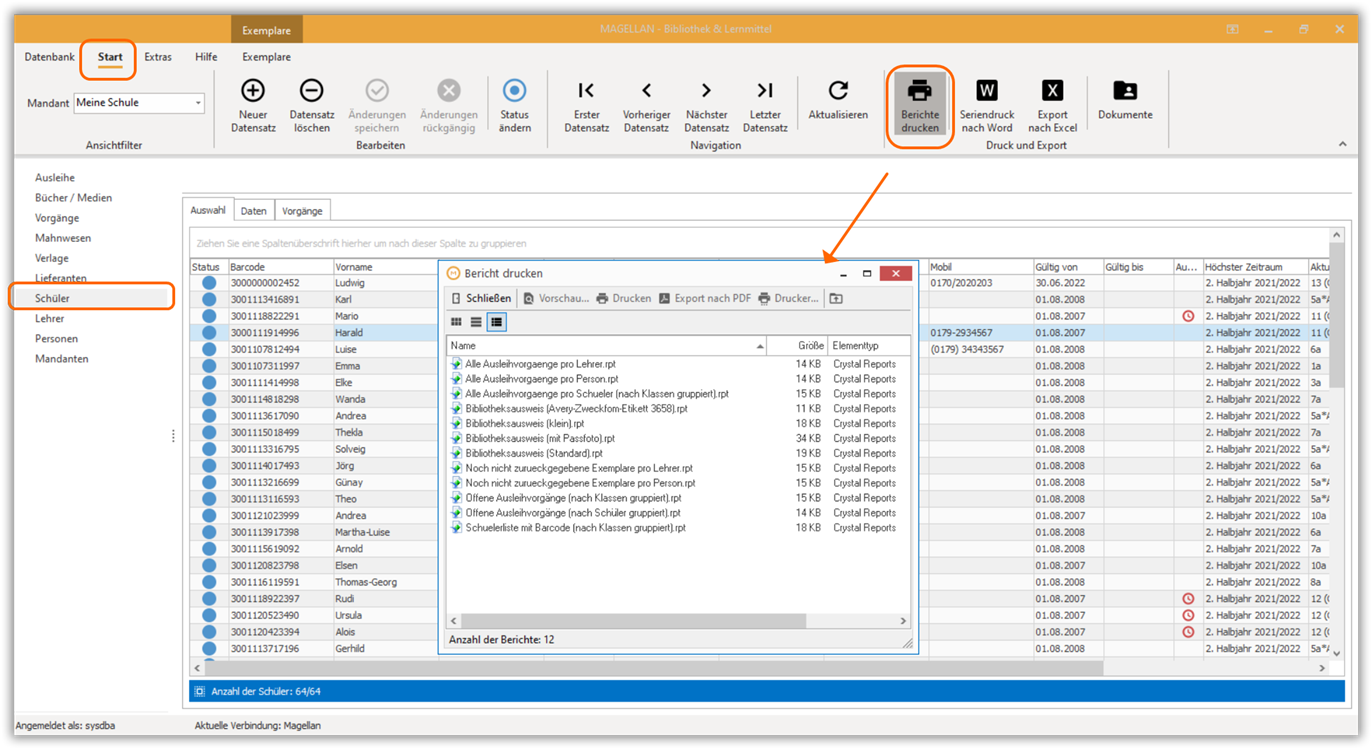 Exemplare
MAGELLAN - Bibliothek & Lernmittel
Datenbank Start Extras Hilfe Exemplare
Mandant Meine Schule
Neuer Datensatz
Datensatz löschen
Änderungen speichern
Änderungen rückgängig
Status ändern
Erster Datensatz
Vorheriger Datensatz
Nächster Datensatz
Letzter Datensatz
Aktualisieren
Berichte drucken
W
Seriendruck nach Word
X
Export nach Excel
Dokumente
Ansichtfilter Bearbeiten Navigation Druck und Export
Ausleihe
Bücher / Medien
Vorgänge
Mahnwesen
Verlage
Lieferanten
Schüler
Lehrer
Personen
Mandanten
Auswahl Daten Vorgänge
Ziehen Sie eine Spaltenüberschrift hierher um nach dieser Spalte zu gruppieren
Status Barcode Vorname Mobil Gültig von Gültig bis Au... Höchster Zeitraum Aktu
3000000002452 Ludwig 0170/2020203 30.06.2022 2. Halbjahr 2021/2022 13 (
3001113416891 Karl 01.08.2008 2. Halbjahr 2021/2022 5a*
3001118822291 Mario 01.08.2007 2. Halbjahr 2021/2022 11 (
3001111914996 Harald 0179-2934567 01.08.2007 2. Halbjahr 2021/2022 11 (
3001107812494 Luise (0179) 34343567 01.08.2008 2. Halbjahr 2021/2022 6a
3001107311997 Emma 01.08.2008 2. Halbjahr 2021/2022 1a
3001111414998 Elke 01.08.2008 2. Halbjahr 2021/2022 3a
3001114818298 Wanda 01.08.2008 2. Halbjahr 2021/2022 7a
3001113617090 Andrea 01.08.2008 2. Halbjahr 2021/2022 5a*
3001115018499 Thekla 01.08.2008 2. Halbjahr 2021/2022 7a
3001113316795 Solveig 01.08.2008 2. Halbjahr 2021/2022 5a*
3001114017493 Jörg 01.08.2008 2. Halbjahr 2021/2022 6a
3001113216699 Günay 01.08.2008 2. Halbjahr 2021/2022 5a*
3001113116593 Theo 01.08.2008 2. Halbjahr 2021/2022 5a*
3001121023999 Andrea 01.08.2007 2. Halbjahr 2021/2022 10a
3001113917398 Martha-Luise 01.08.2008 2. Halbjahr 2021/2022 6a
3001115619092 Arnold 01.08.2008 2. Halbjahr 2021/2022 7a
3001120823798 Elsen 01.08.2007 2. Halbjahr 2021/2022 10a
3001116119591 Thomas-Georg 01.08.2008 2. Halbjahr 2021/2022 8a
3001118922397 Rudi 01.08.2007 2. Halbjahr 2021/2022 12 (
3001120523490 Ursula 01.08.2007 2. Halbjahr 2021/2022 12 (
3001120423394 Alois 01.08.2007 2. Halbjahr 2021/2022 12 (
3001113717196 Gerhild 01.08.2008 2. Halbjahr 2021/2022 5a*
Bericht drucken
Schließen Vorschau... Drucken Export nach PDF Drucker...
Name Größe Elementtyp
Alle Ausleihvorgaenge pro Lehrer.rpt 14 KB Crystal Reports
Alle Ausleihvorgaenge pro Person.rpt 14 KB Crystal Reports
Alle Ausleihvorgaenge pro Schueler (nach Klassen gruppiert).rpt 15 KB Crystal Reports
Bibliotheksausweis (Avery-Zweckfom-Etikett 3658).rpt 11 KB Crystal Reports
Bibliotheksausweis (klein).rpt 18 KB Crystal Reports
Bibliotheksausweis (mit Passfoto).rpt 34 KB Crystal Reports
Bibliotheksausweis (Standard).rpt 19 KB Crystal Reports
Noch nicht zurueckgegebene Exemplare pro Lehrer.rpt 15 KB Crystal Reports
Noch nicht zurueckgegebene Exemplare pro Person.rpt 15 KB Crystal Reports
Offene Ausleihvorgänge (nach Klassen gruppiert).rpt 15 KB Crystal Reports
Offene Ausleihvorgänge (nach Schüler gruppiert).rpt 14 KB Crystal Reports
Schuelerliste mit Barcode (nach Klassen gruppiert).rpt 18 KB Crystal Reports
Anzahl der Berichte: 12
Anzahl der Schüler: 64/64
Angemeldet als: sysdba Aktuelle Verbindung: Magellan